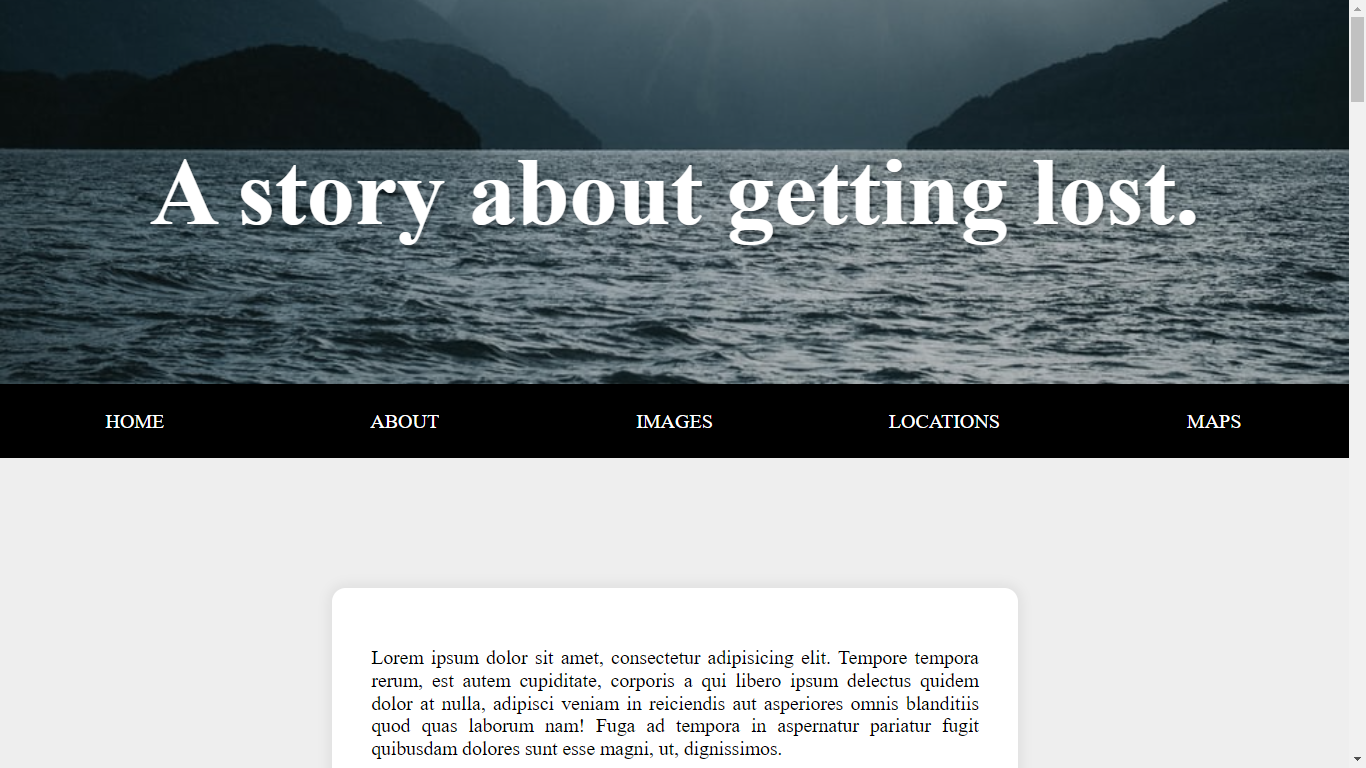 A story about getting lost.
HOME ABOUT IMAGES LOCATIONS MAPS
Lorem ipsum dolor sit amet, consectetur adipisicing elit. Tempore tempora
rerum, est autem cupiditate, corporis a qui libero ipsum delectus quidem
dolor at nulla, adipisci veniam in reiciendis aut asperiores omnis blanditiis
quod quas laborum nam! Fuga ad tempora in aspernatur pariatur fugit
quibusdam dolores sunt esse magni, ut, dignissimos.